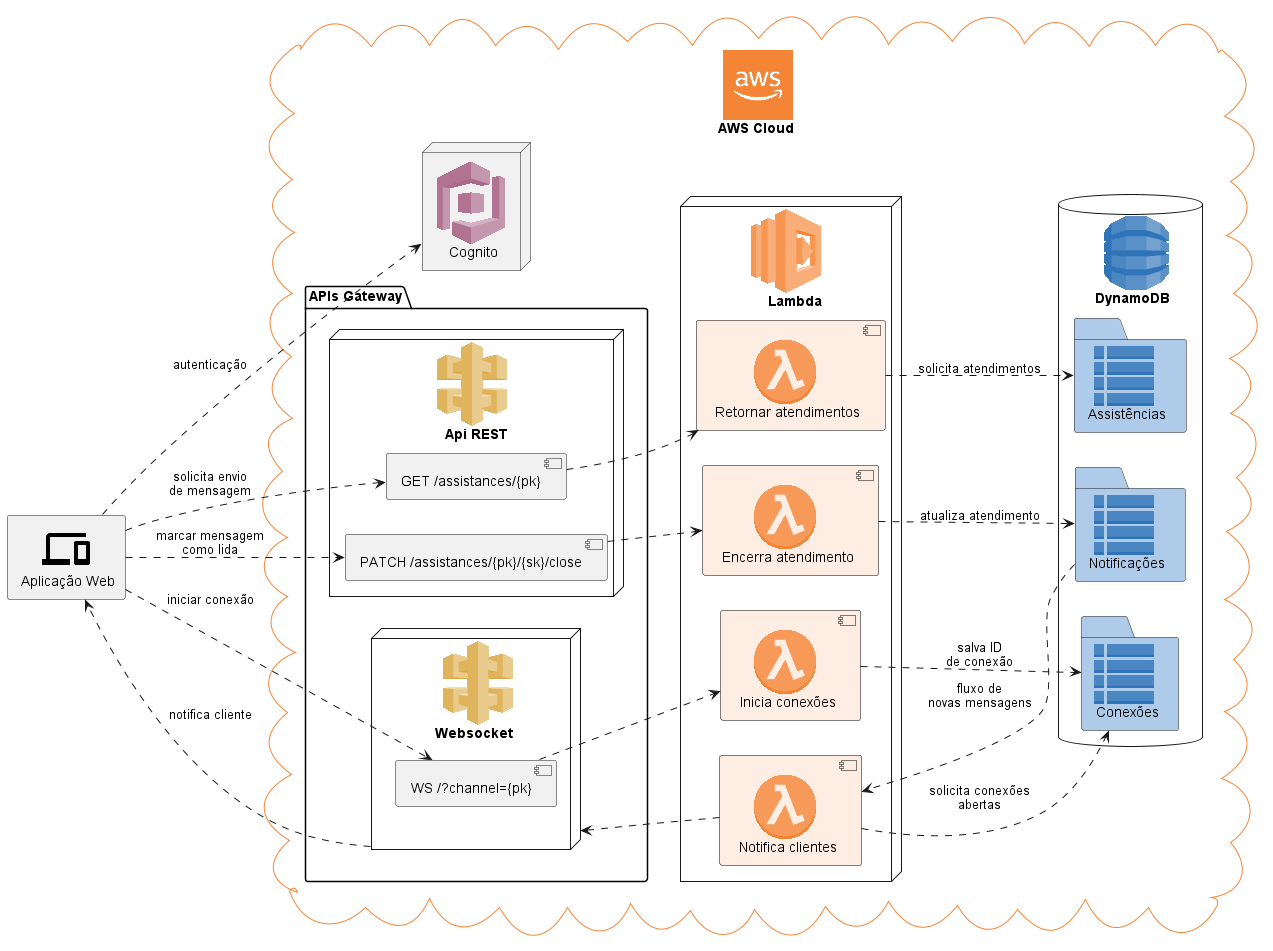 aws
AWS Cloud
Cognito
APIs Gateway
Lambda
DynamoDB
autenticação
Api REST
Retornar atendimentos
solicita atendimentos
Assistências
solicita envio
de mensagem
GET /assistances/{pk}
marcar mensagem
como lida
PATCH /assistances/{pk}/{sk}/close
Encerra atendimento
atualiza atendimento
Notificações
Aplicação Web
iniciar conexão
notifica cliente
Websocket
WS /?channel={pk}
Inicia conexões
salva ID
de conexão
fluxo de
novas mensagens
Conexões
Notifica clientes
solicita conexões
abertas